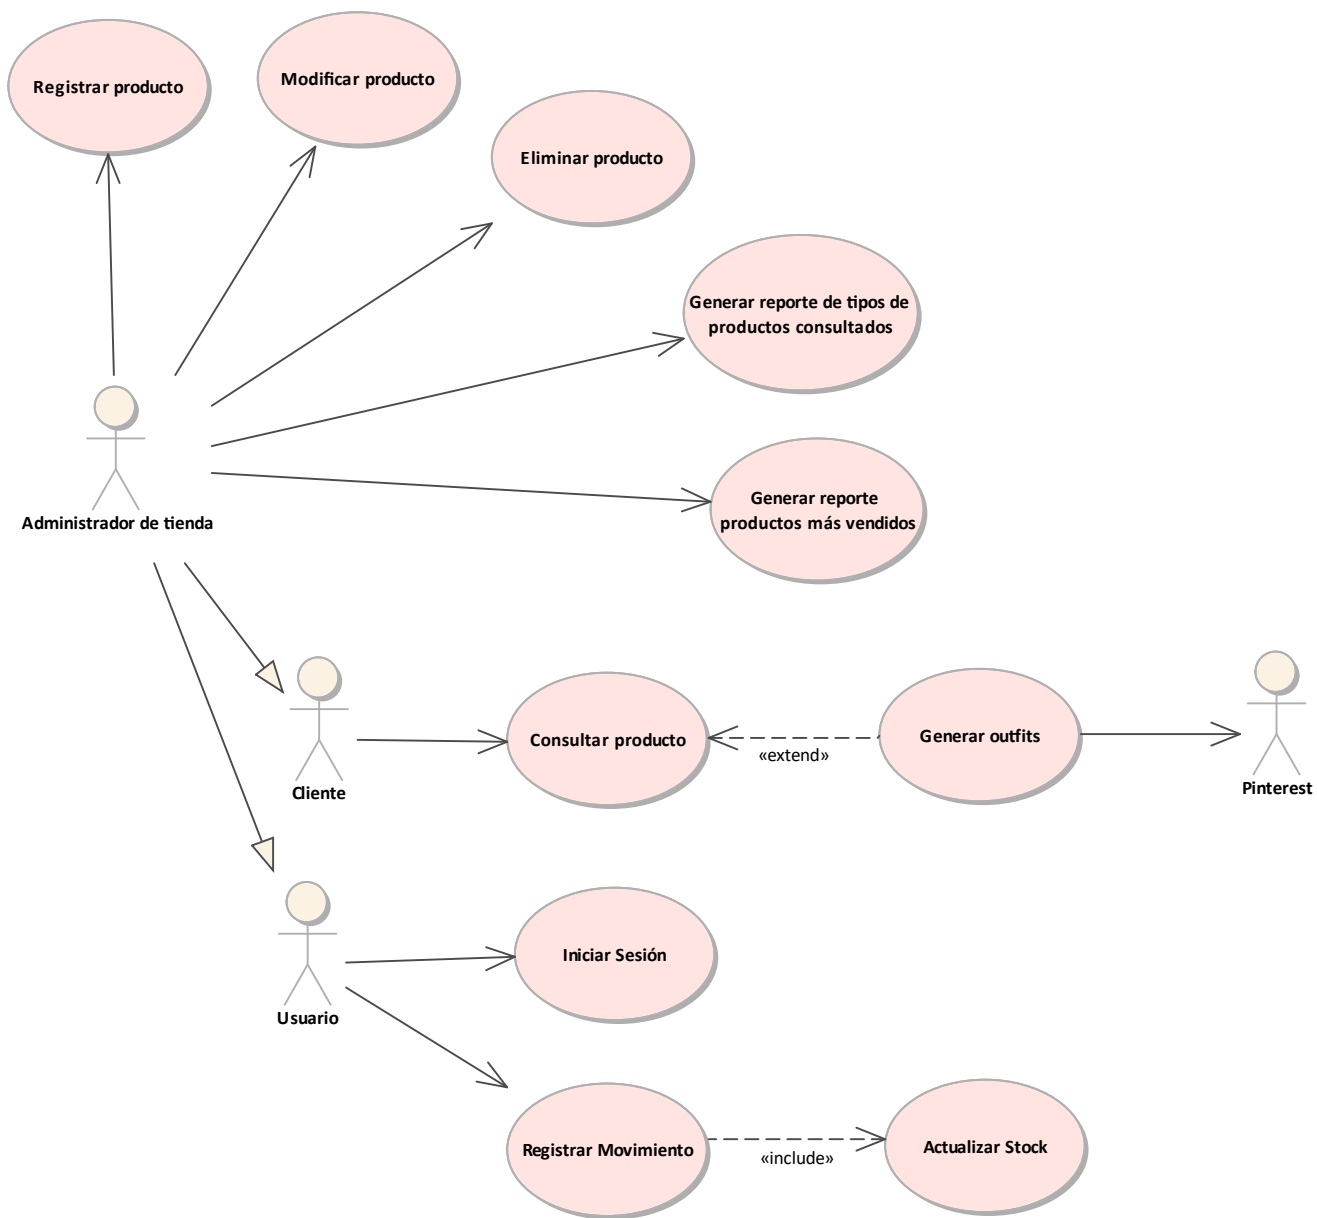 Registrar producto
Modificar producto
Eliminar producto
Generar reporte de tipos de
productos consultados
Generar reporte
productos más vendidos
Administrador de tienda
Cliente
Consultar producto
«extend»
Generar outfits
Pinterest
Usuario
Iniciar Sesión
Registrar Movimiento
«include»
Actualizar Stock